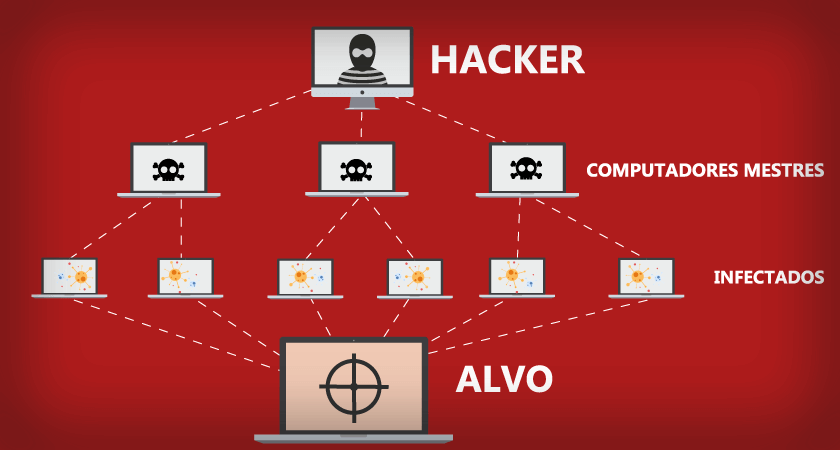 HACKER
COMPUTADORES MESTRES
INFECTADOS
ALVO